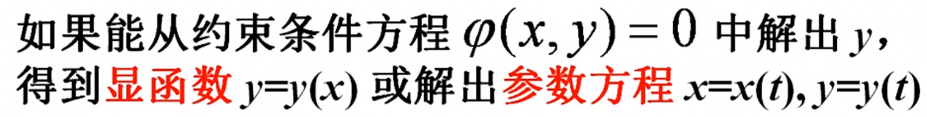 如果能从约束条件方程 φ(x, y) = 0 中解出 y，
得到显函数 y=y(x) 或解出参数方程 x=x(t), y=y(t)